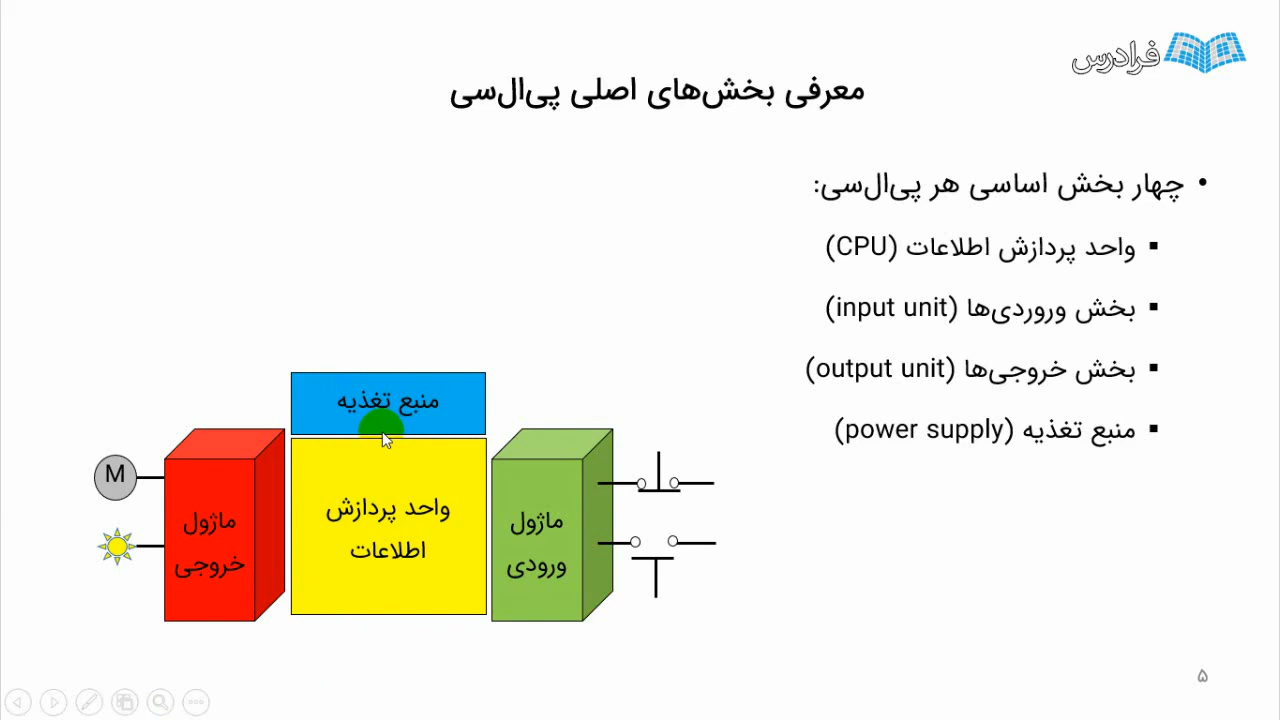 فرادرس
معرفی بخش‌های اصلی پی‌ال‌سی
• چهار بخش اساسی هر پی‌ال‌سی:
▪ واحد پردازش اطلاعات (CPU)
▪ بخش وروردی‌ها (input unit)
▪ بخش خروجی‌ها (output unit)
▪ منبع تغذیه (power supply)
منبع تغذیه
واحد پردازش
اطلاعات
ماژول
ورودی
ماژول
خروجی
M
۵